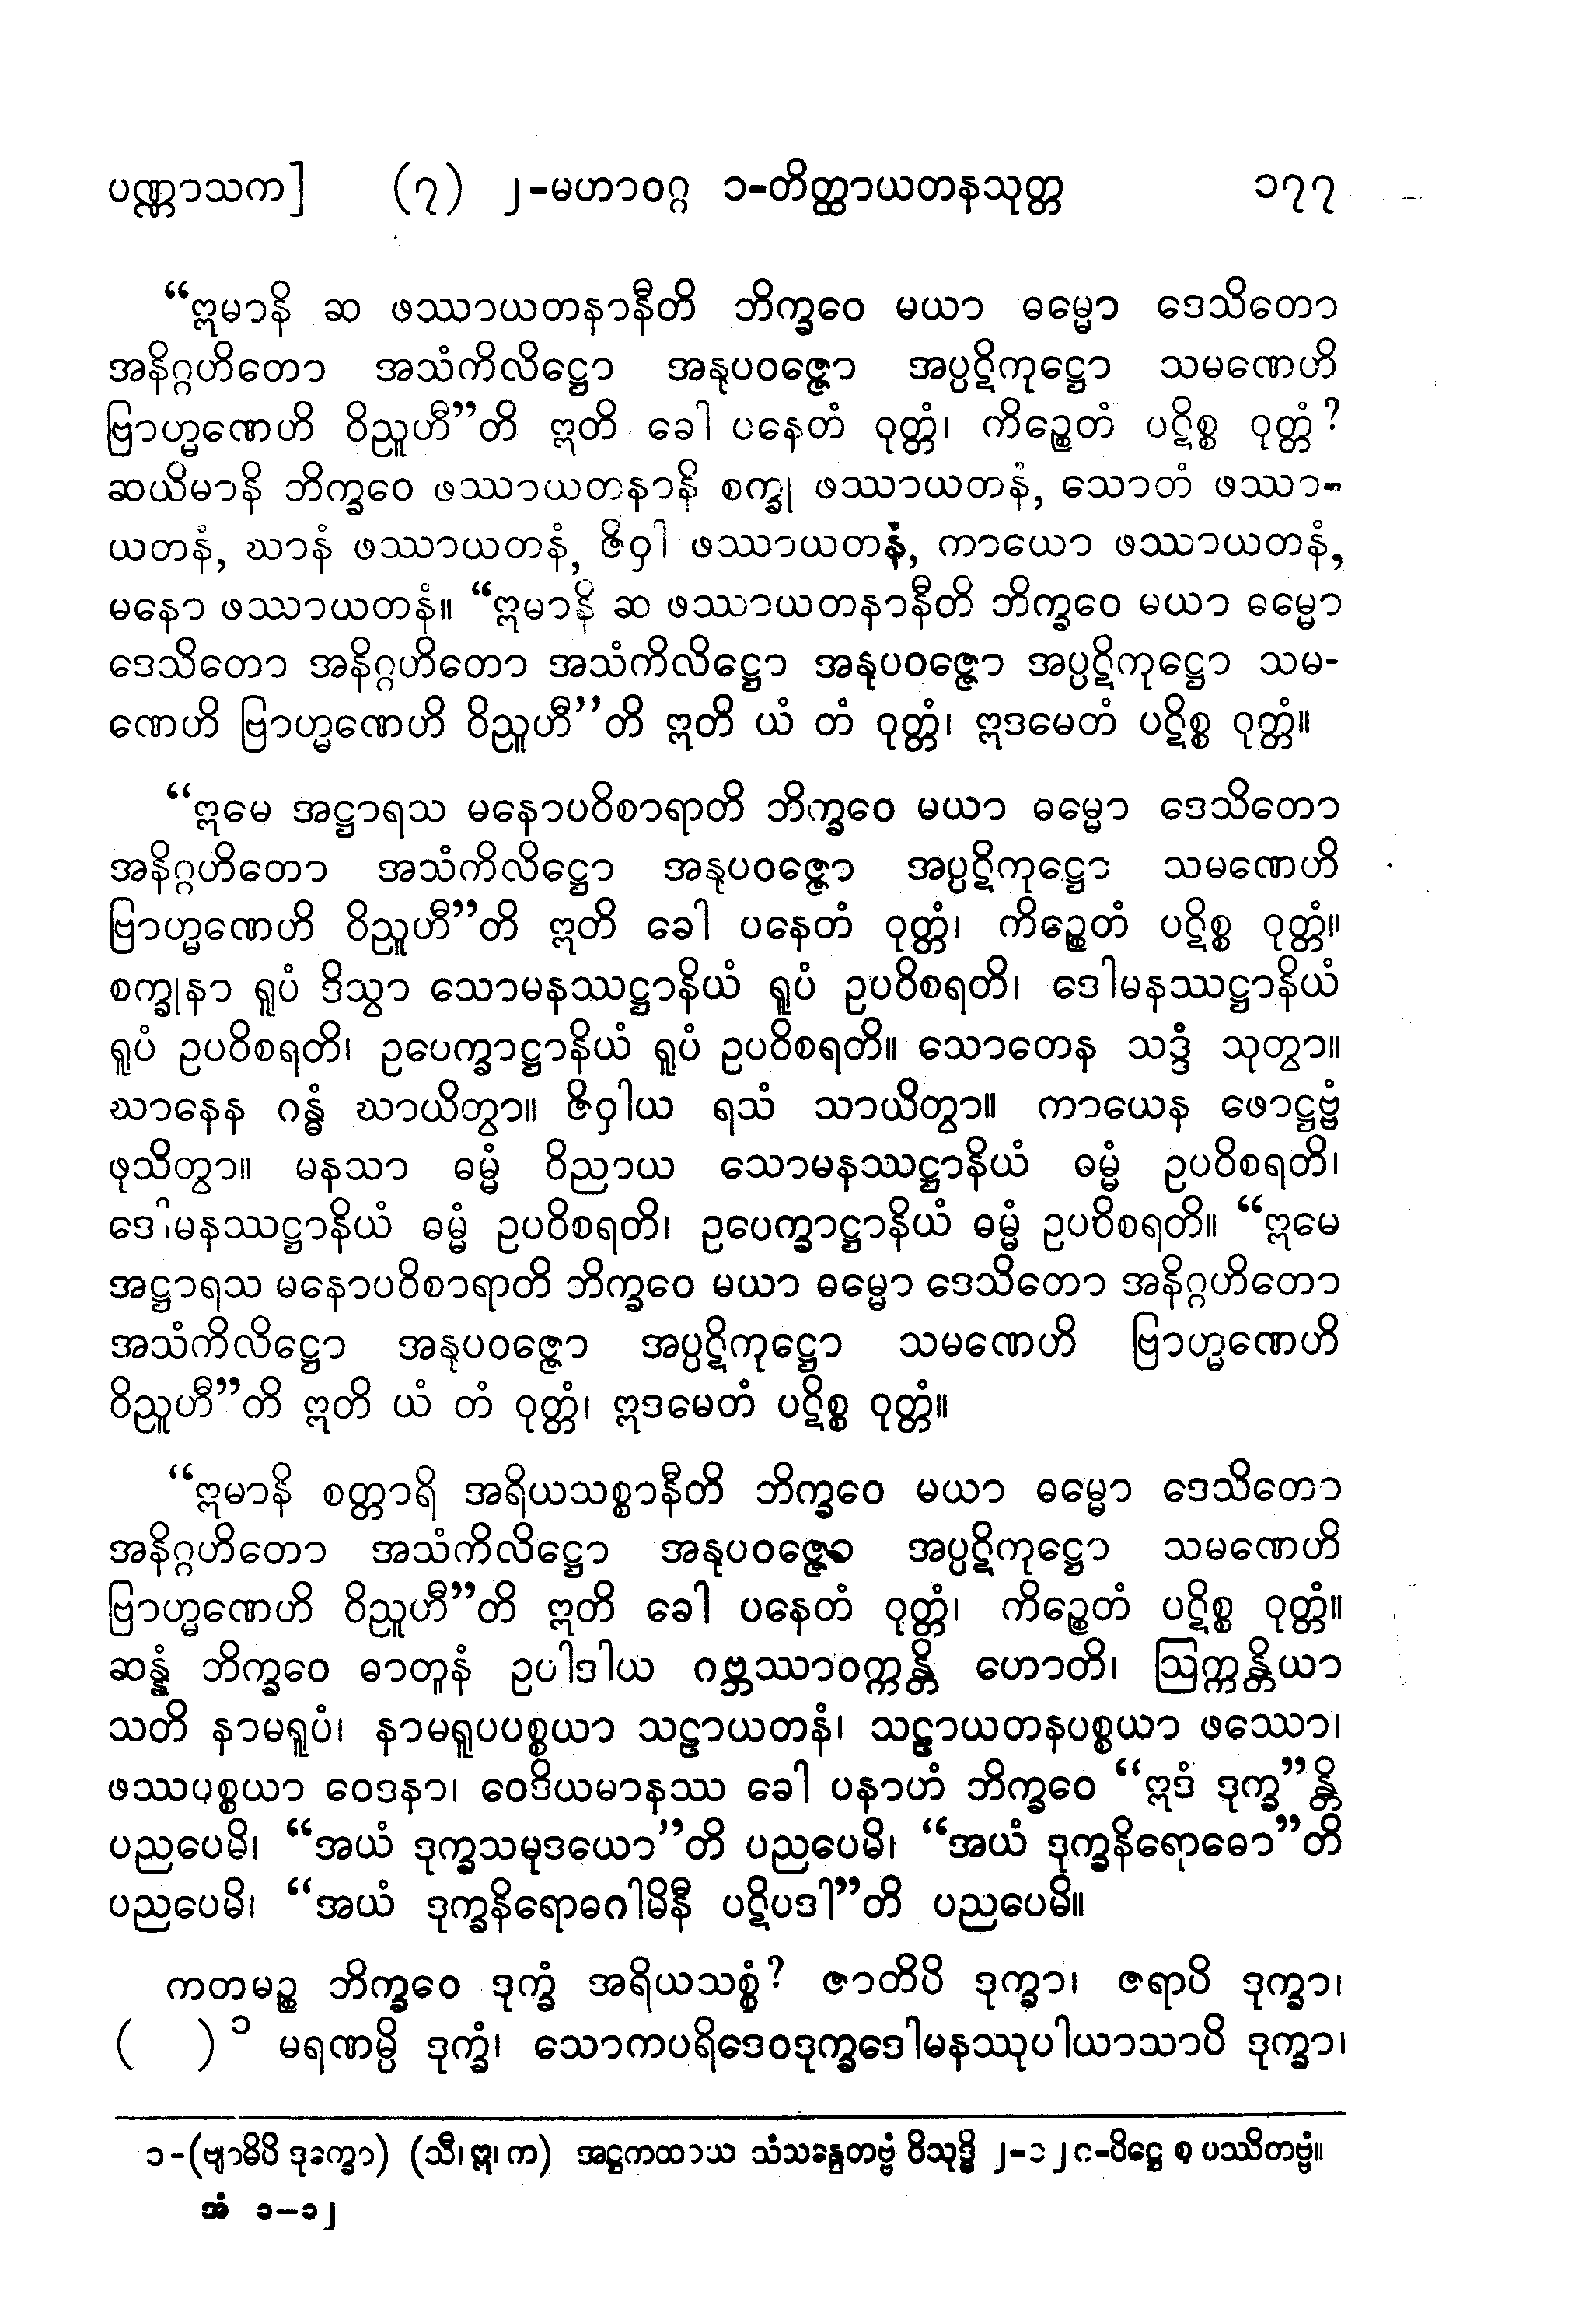 ပဏ္ဏာသက] (၇) ၂-မဟာဝဂ္ဂ ၁-တိတ္ထာယတနသုတ္တ ၁၇၇
“ဣမာနိ ဆ ဖဿာယတနာနီတိ ဘိက္ခဝေ မယာ ဓမ္မော ဒေသိတော
အနိဂ္ဂဟိတော အသံကိလိဋ္ဌော အနုပဝဇ္ဇော အပ္ပဋိကုဋ္ဌော သမဏေဟိ
ဗြာဟ္မဏေဟိ ဝိညူဟီ”တိ ဣတိ ခေါ ပနေတံ ဝုတ္တံ၊ ကိဉ္စေတံ ပဋိစ္စ ဝုတ္တံ?
ဆယိမာနိ ဘိက္ခဝေ ဖဿာယတနာနိ စက္ခု ဖဿာယတနံ, သောတံ ဖဿာ-
ယတနံ, ဃာနံ ဖဿာယတနံ, ဇိဝှါ ဖဿာယတနံ, ကာယော ဖဿာယတနံ,
မနော ဖဿာယတနံ။ “ဣမာနိ ဆ ဖဿာယတနာနီတိ ဘိက္ခဝေ မယာ ဓမ္မော
ဒေသိတော အနိဂ္ဂဟိတော အသံကိလိဋ္ဌော အနုပဝဇ္ဇော အပ္ပဋိကုဋ္ဌော သမ-
ဏေဟိ ဗြာဟ္မဏေဟိ ဝိညူဟီ”တိ ဣတိ ယံ တံ ဝုတ္တံ၊ ဣဒမေတံ ပဋိစ္စ ဝုတ္တံ။
“ဣမေ အဋ္ဌာရသ မနောပဝိစာရာတိ ဘိက္ခဝေ မယာ ဓမ္မော ဒေသိတော
အနိဂ္ဂဟိတော အသံကိလိဋ္ဌော အနုပဝဇ္ဇော အပ္ပဋိကုဋ္ဌော သမဏေဟိ
ဗြာဟ္မဏေဟိ ဝိညူဟီ”တိ ဣတိ ခေါ ပနေတံ ဝုတ္တံ၊ ကိဉ္စေတံ ပဋိစ္စ ဝုတ္တံ။
စက္ခုနာ ရူပံ ဒိသွာ သောမနဿဋ္ဌာနိယံ ရူပံ ဥပဝိစရတိ၊ ဒေါမနဿဋ္ဌာနိယံ
ရူပံ ဥပဝိစရတိ၊ ဥပေက္ခာဋ္ဌာနိယံ ရူပံ ဥပဝိစရတိ။ သောတေန သဒ္ဒံ သုတွာ။
ဃာနေန ဂန္ဓံ ဃာယိတွာ။ ဇိဝှါယ ရသံ သာယိတွာ။ ကာယေန ဖောဋ္ဌဗ္ဗံ
ဖုသိတွာ။ မနသာ ဓမ္မံ ဝိညာယ သောမနဿဋ္ဌာနိယံ ဓမ္မံ ဥပဝိစရတိ၊
ဒေါမနဿဋ္ဌာနိယံ ဓမ္မံ ဥပဝိစရတိ၊ ဥပေက္ခာဋ္ဌာနိယံ ဓမ္မံ ဥပဝိစရတိ။ “ဣမေ
အဋ္ဌာရသ မနောပဝိစာရာတိ ဘိက္ခဝေ မယာ ဓမ္မော ဒေသိတော အနိဂ္ဂဟိတော
အသံကိလိဋ္ဌော အနုပဝဇ္ဇော အပ္ပဋိကုဋ္ဌော သမဏေဟိ ဗြာဟ္မဏေဟိ
ဝိညူဟီ”တိ ဣတိ ယံ တံ ဝုတ္တံ၊ ဣဒမေတံ ပဋိစ္စ ဝုတ္တံ။
“ဣမာနိ စတ္တာရိ အရိယသစ္စာနီတိ ဘိက္ခဝေ မယာ ဓမ္မော ဒေသိတော
အနိဂ္ဂဟိတော အသံကိလိဋ္ဌော အနုပဝဇ္ဇော အပ္ပဋိကုဋ္ဌော သမဏေဟိ
ဗြာဟ္မဏေဟိ ဝိညူဟီ”တိ ဣတိ ခေါ ပနေတံ ဝုတ္တံ၊ ကိဉ္စေတံ ပဋိစ္စ ဝုတ္တံ။
ဆန္နံ ဘိက္ခဝေ ဓာတူနံ ဥပါဒါယ ဂဗ္ဘဿာဝက္ကန္တိ ဟောတိ၊ ဩက္ကန္တိယာ
သတိ နာမရူပံ၊ နာမရူပပစ္စယာ သဠာယတနံ၊ သဠာယတနပစ္စယာ ဖဿော၊
ဖဿပစ္စယာ ဝေဒနာ၊ ဝေဒိယမာနဿ ခေါ ပနာဟံ ဘိက္ခဝေ “ဣဒံ ဒုက္ခ”န္တိ
ပညပေမိ၊ “အယံ ဒုက္ခသမုဒယော”တိ ပညပေမိ၊ “အယံ ဒုက္ခနိရောဓော”တိ
ပညပေမိ၊ “အယံ ဒုက္ခနိရောဓဂါမိနီ ပဋိပဒါ”တိ ပညပေမိ။
ကတမဉ္စ ဘိက္ခဝေ ဒုက္ခံ အရိယသစ္စံ? ဇာတိပိ ဒုက္ခာ၊ ဇရာပိ ဒုက္ခာ၊
( )၁ မရဏမ္ပိ ဒုက္ခံ၊ သောကပရိဒေဝဒုက္ခဒေါမနဿုပါယာသာပိ ဒုက္ခာ၊
၁-(ဗျာဓိပိ ဒုက္ခော) (သီ၊ ဣ၊ က) အဋ္ဌကထာယ သံသန္ဒေတဗ္ဗံ ဝိသုဒ္ဓိ ၂-၁၂၉-ပိဋ္ဌေ စ ပဿိတဗ္ဗံ။
အံ ၁–၁၂